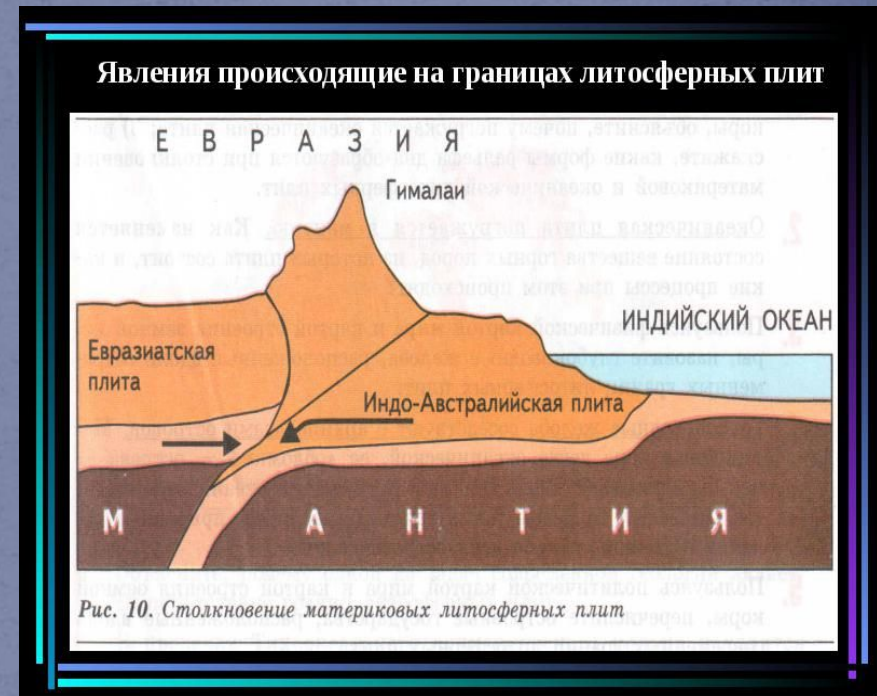 Явления происходящие на границах литосферных плит
ЕВРАЗИЯ
Гималаи
ИНДИЙСКИЙ ОКЕАН
Евразиатская
плита
Индо-Австралийская плита
МАНТИЯ
Рис. 10. Столкновение материковых литосферных плит